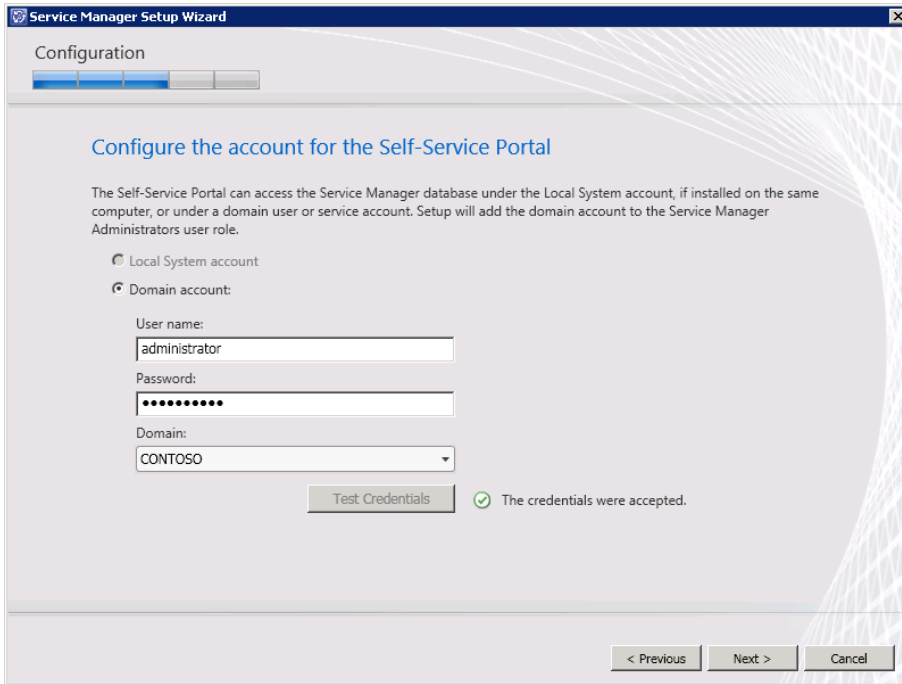 Service Manager Setup Wizard
Configuration
Configure the account for the Self-Service Portal
The Self-Service Portal can access the Service Manager database under the Local System account, if installed on the same
computer, or under a domain user or service account. Setup will add the domain account to the Service Manager
Administrators user role.
Local System account
Domain account:
User name:
administrator
Password:
••••••••••
Domain:
CONTOSO
Test Credentials
The credentials were accepted.
< Previous
Next >
Cancel